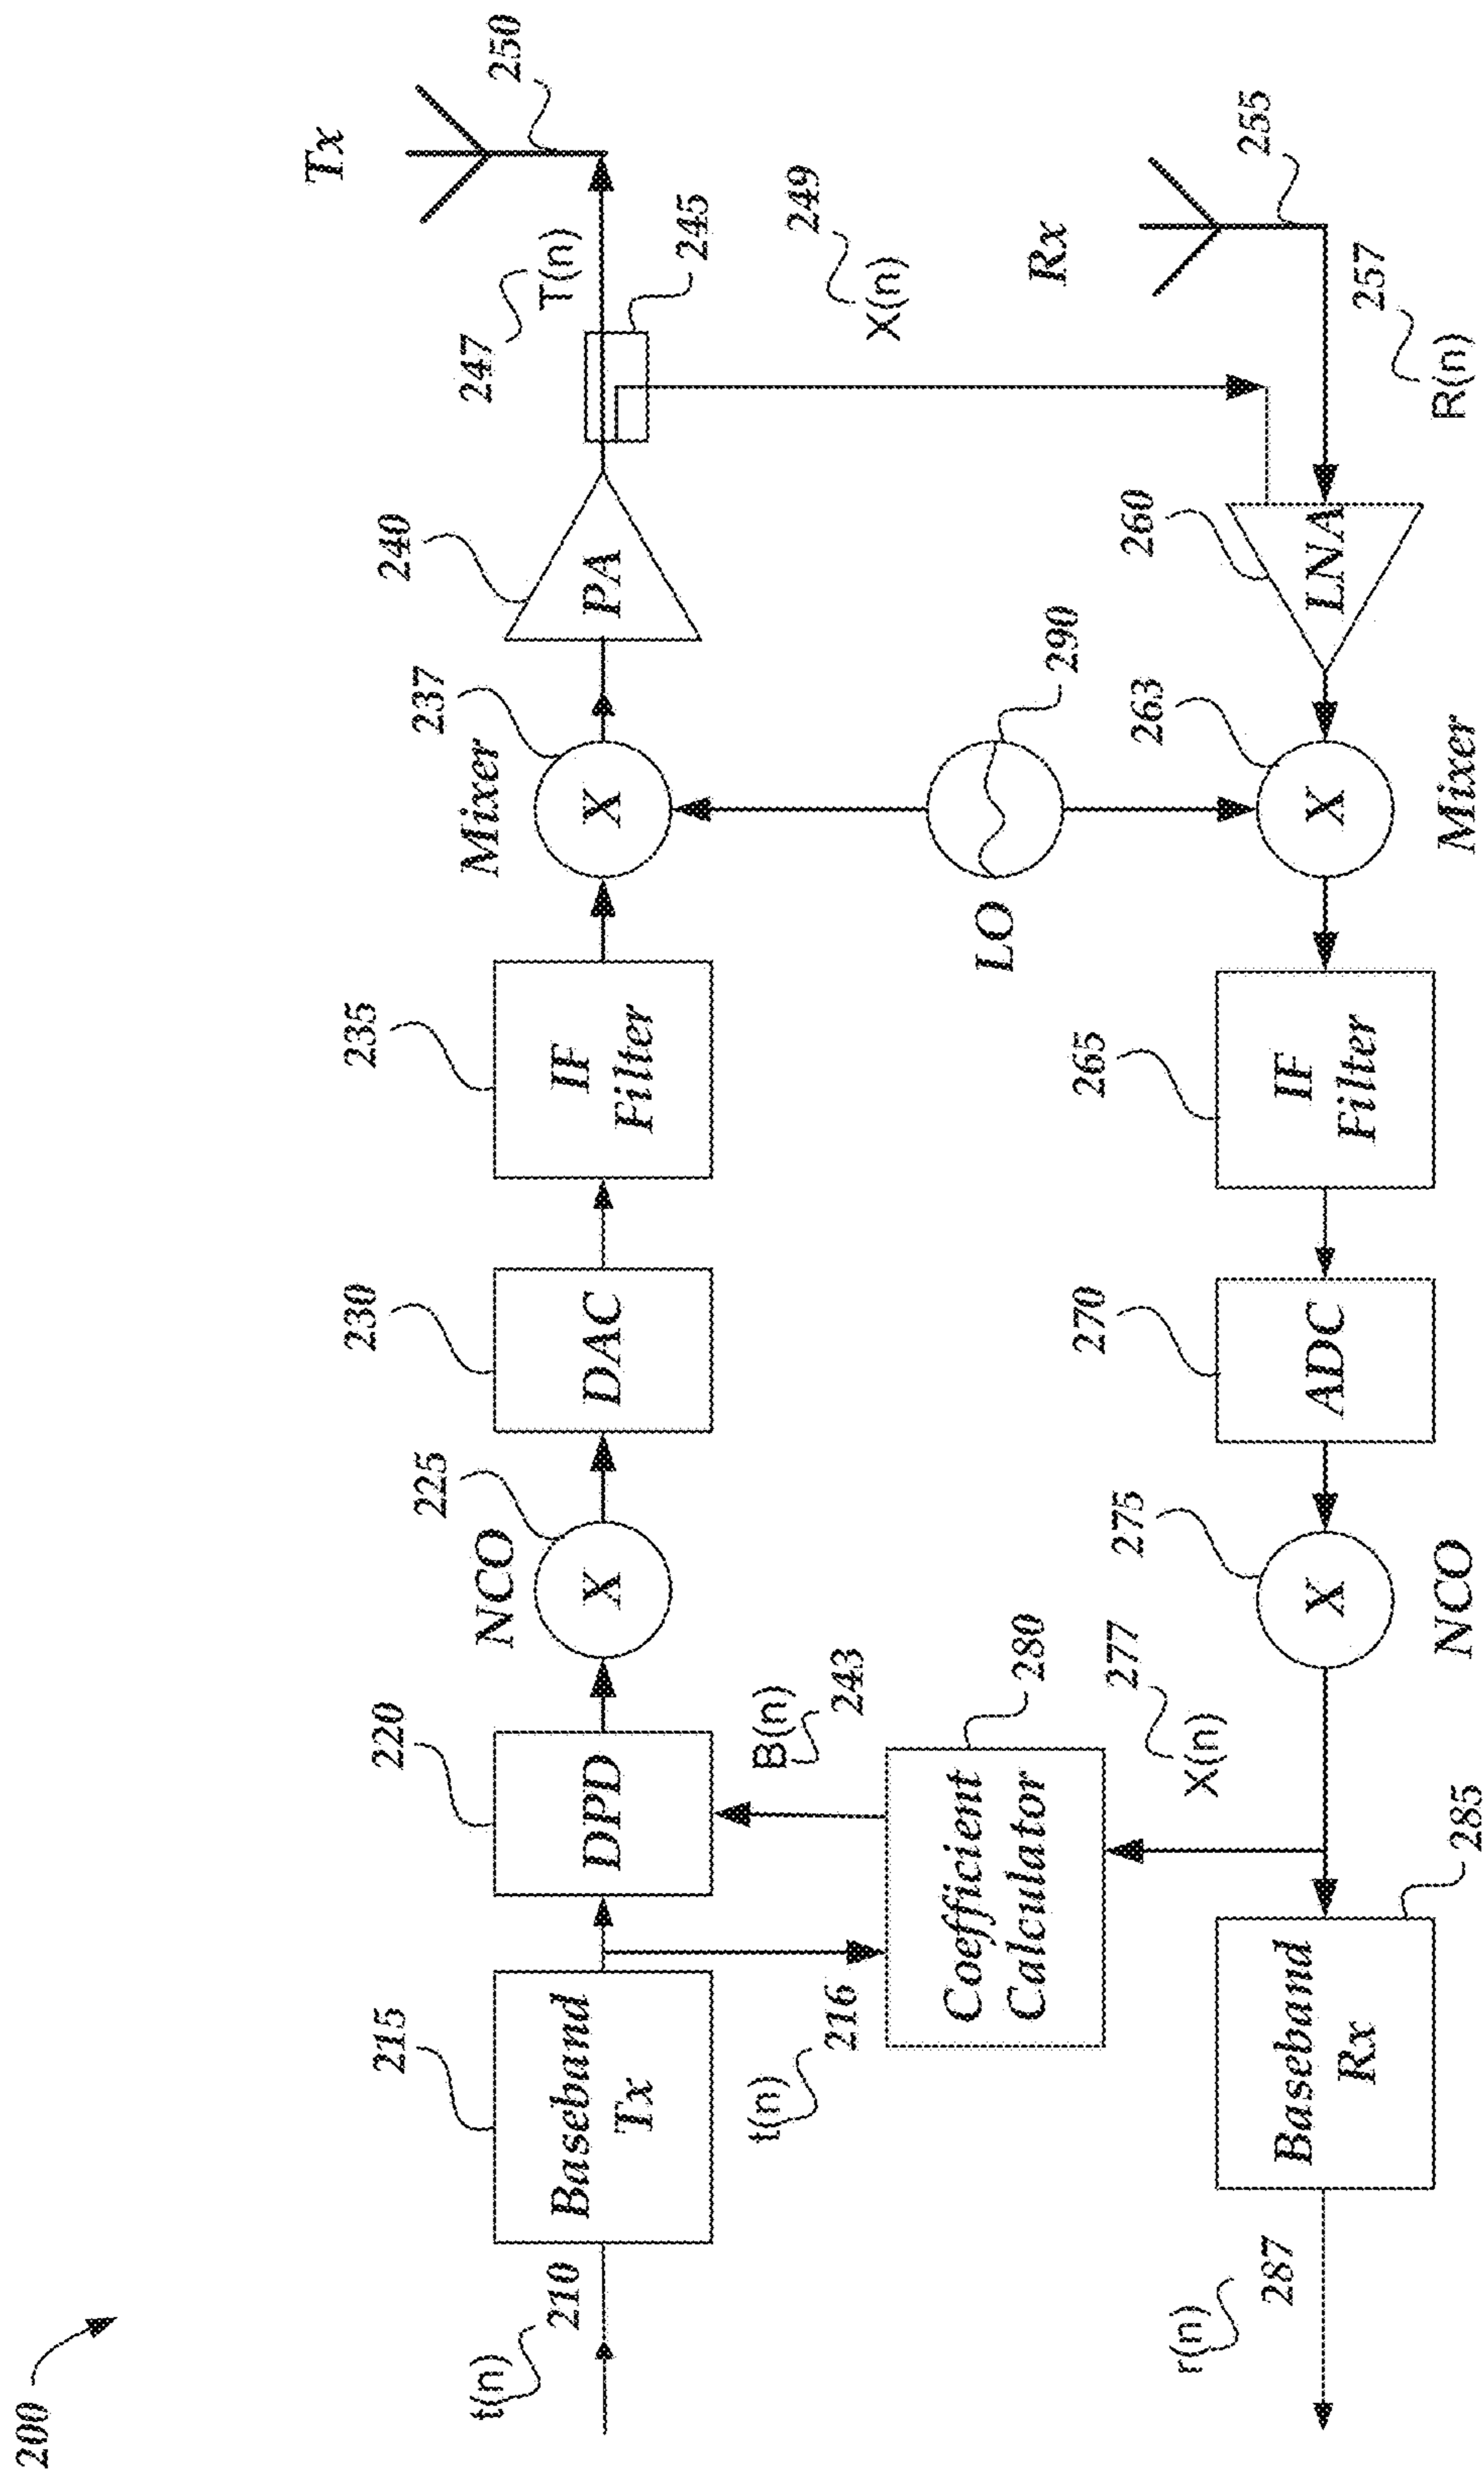 200
Tx
250
247
T(n)
245
240
PA
237
Mixer
X
235
IF
Filter
230
DAC
225
NCO
X
220
DPD
215
Baseband
Tx
t(n)
210
249
X(n)
290
LO
B(n)
243
280
Coefficient
Calculator
t(n)
216
Rx
255
257
R(n)
260
LNA
263
X
Mixer
265
IF
Filter
270
ADC
275
X
NCO
277
X(n)
285
Baseband
Rx
r(n)
287